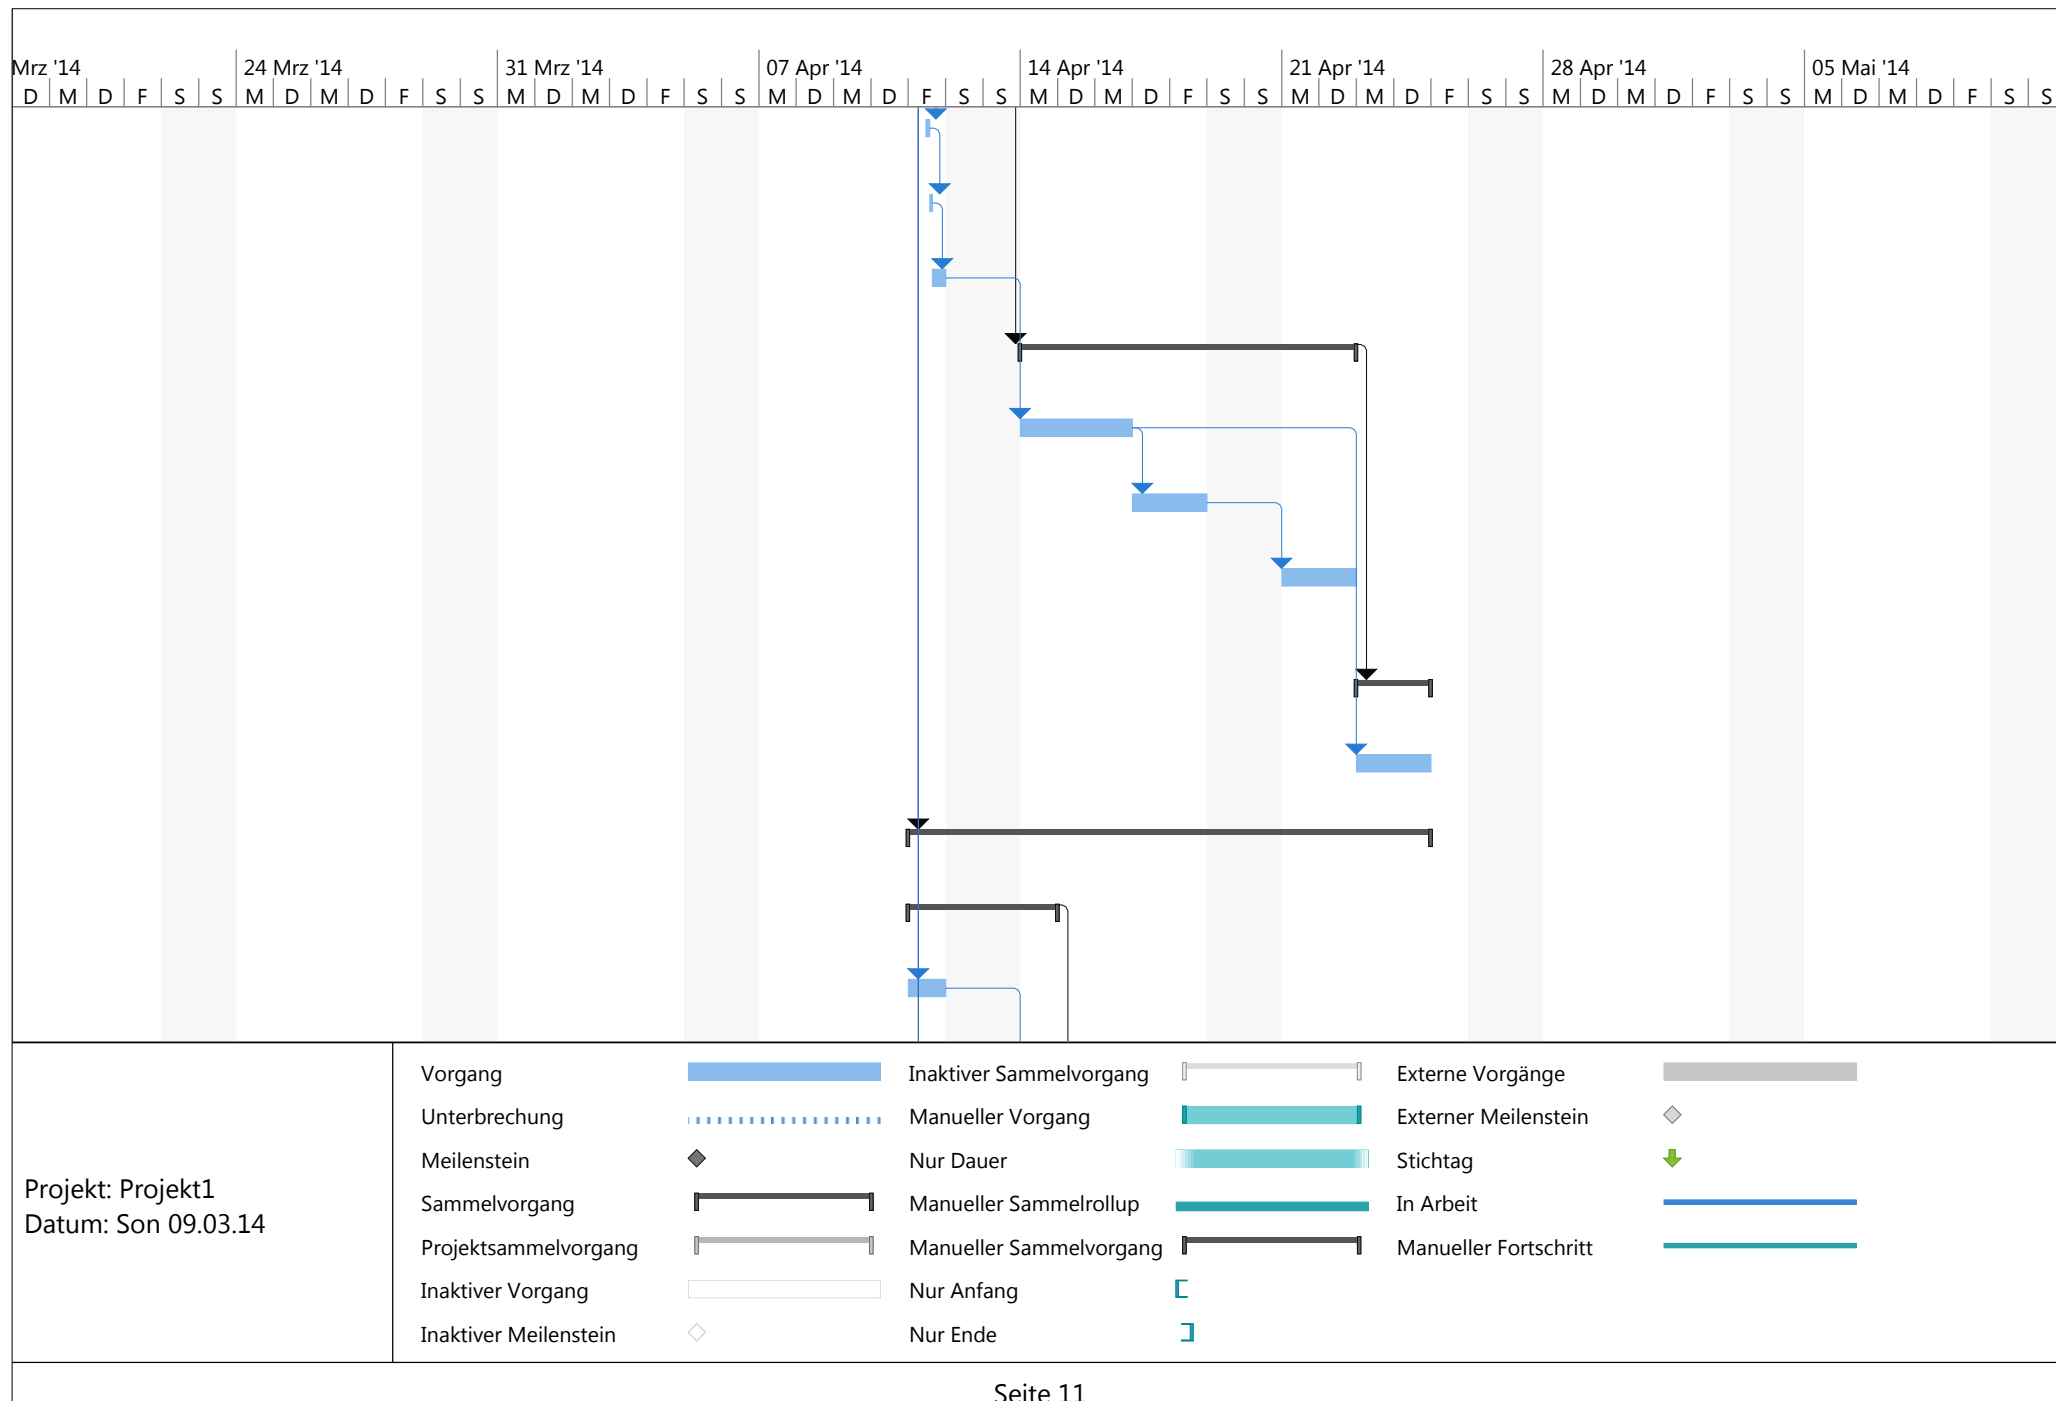 Mrz '14 24 Mrz '14 31 Mrz '14 07 Apr '14 14 Apr '14 21 Apr '14 28 Apr '14 05 Mai '14
D M D F S S M D M D F S S M D M D F S S M D M D F S S M D M D F S S M D M D F S S M D M D F S S M D M D F S S
Projekt: Projekt1
Datum: Son 09.03.14
Vorgang
Unterbrechung
Meilenstein
Sammelvorgang
Projektsammelvorgang
Inaktiver Vorgang
Inaktiver Meilenstein
Inaktiver Sammelvorgang
Manueller Vorgang
Nur Dauer
Manueller Sammelrollup
Manueller Sammelvorgang
Nur Anfang
Nur Ende
Externe Vorgänge
Externer Meilenstein
Stichtag
In Arbeit
Manueller Fortschritt
Seite 11